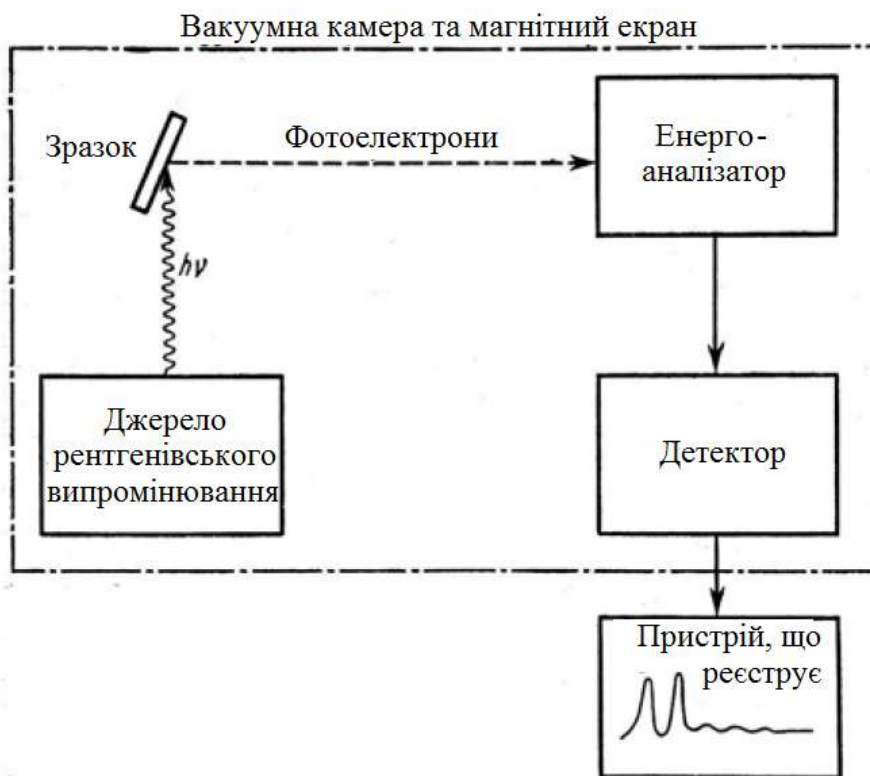 Вакуумна камера та магнітний екран
Зразок
Фотоелектрони
Енерго-
аналізатор
hν
Джерело
рентгенівського
випромінювання
Детектор
Пристрій, що
реєструє